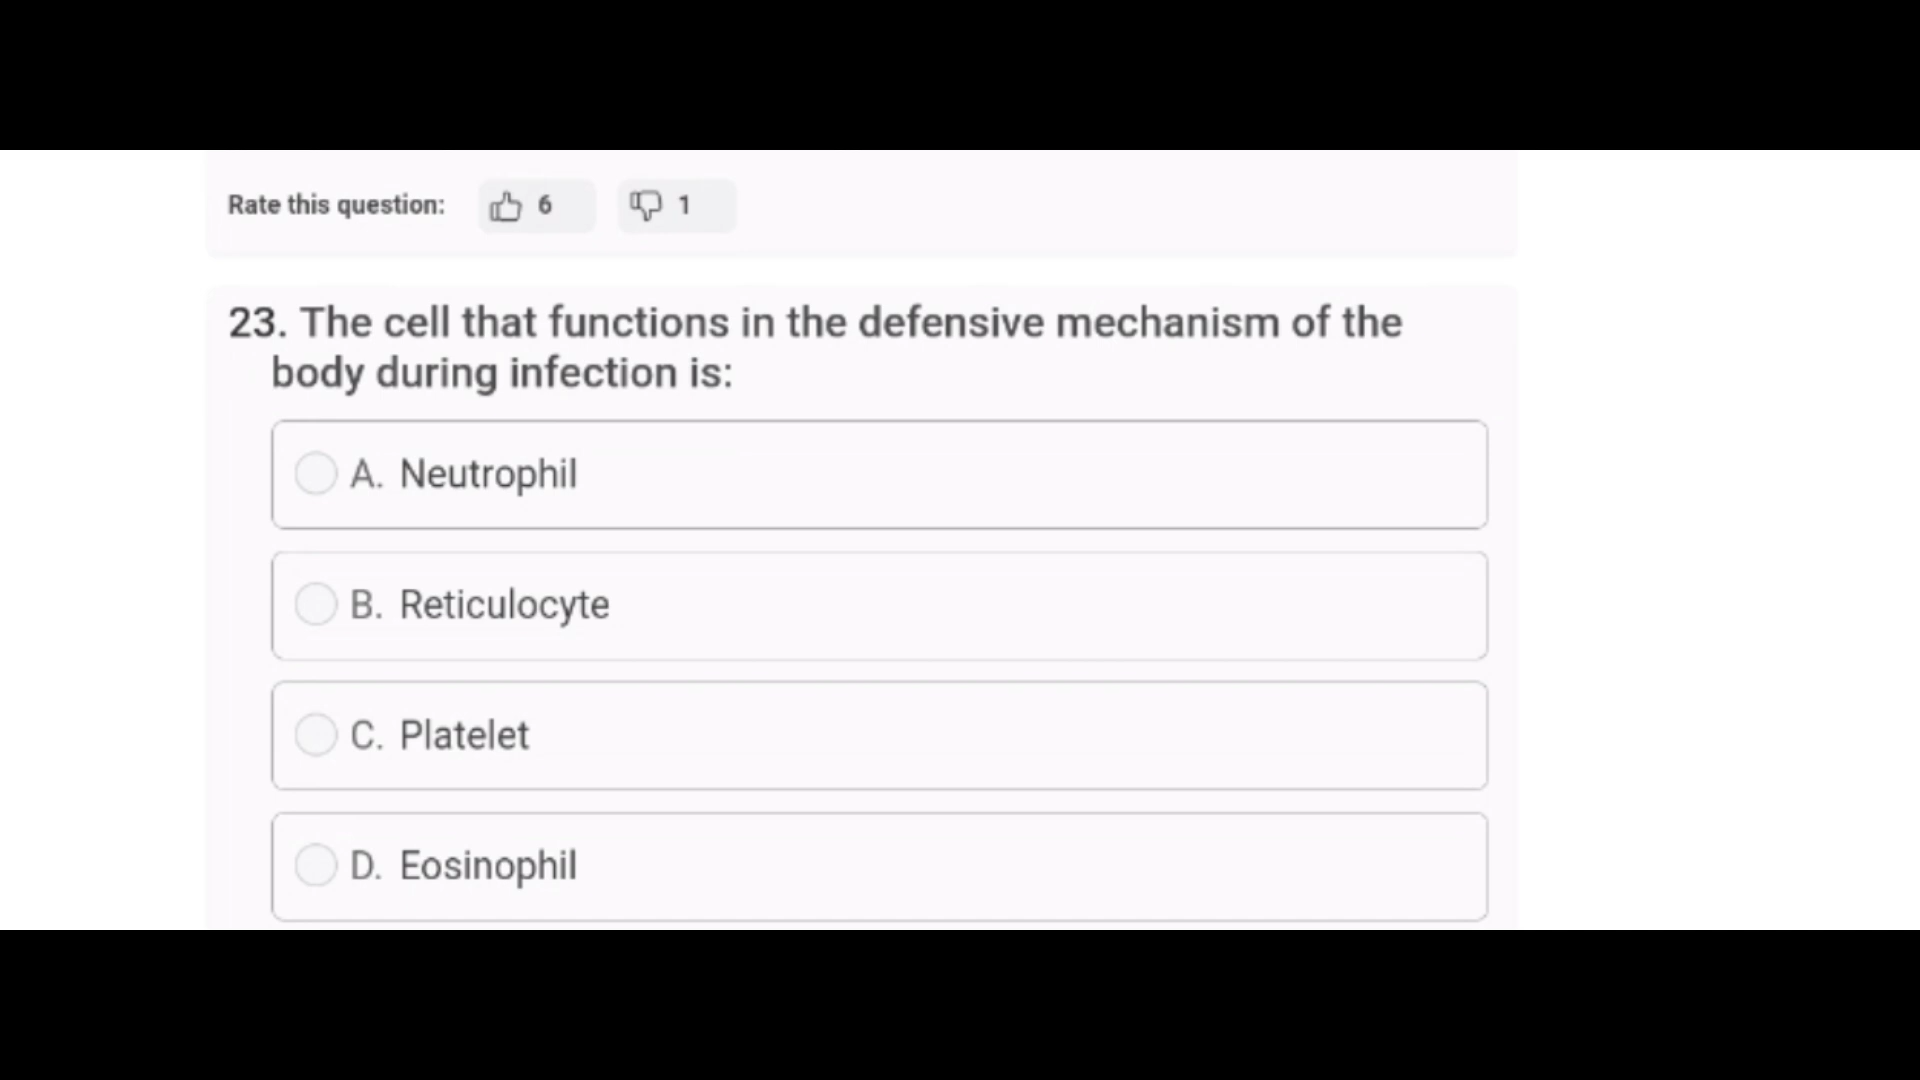 Rate this question: 6 1
23. The cell that functions in the defensive mechanism of the
body during infection is:
A. Neutrophil
B. Reticulocyte
C. Platelet
D. Eosinophil